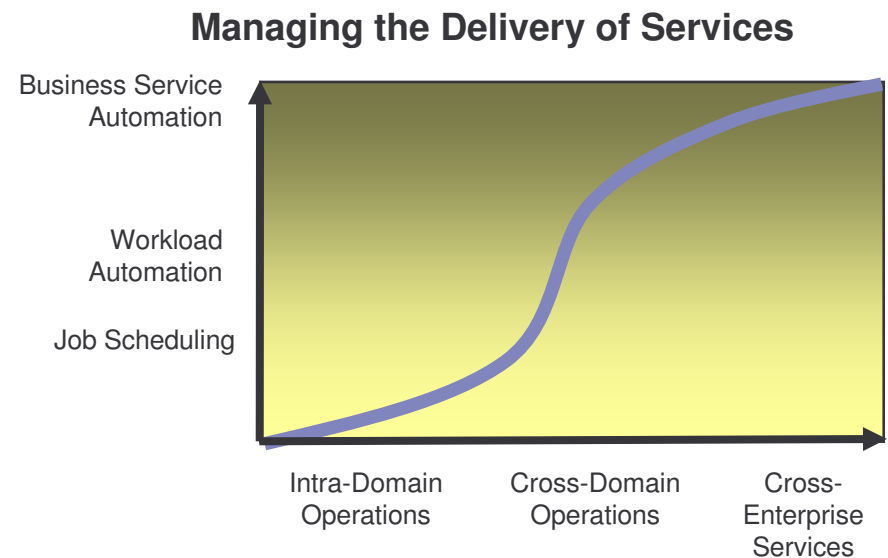 Managing the Delivery of Services
Business Service
Automation
Workload
Automation
Job Scheduling
Intra-Domain
Operations
Cross-Domain
Operations
Cross-
Enterprise
Services